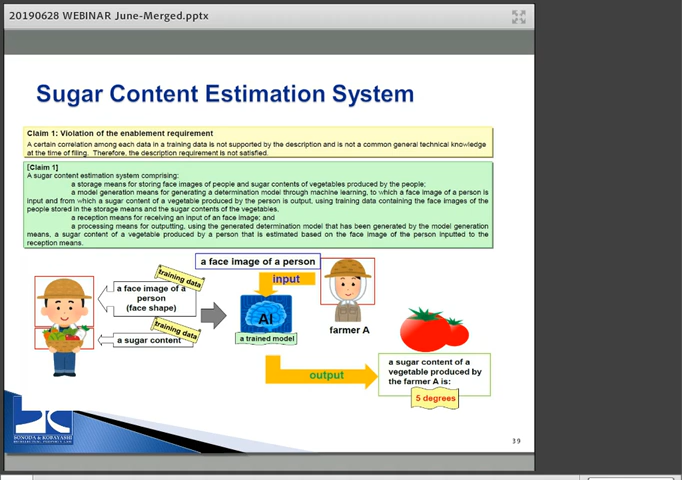 20190628 WEBINAR June-Merged.pptx
Sugar Content Estimation System
Claim 1: Violation of the enablement requirement
A certain correlation among each data in a training data is not supported by the description and is not a common general technical knowledge
at the time of filing. Therefore, the description requirement is not satisfied.
[Claim 1]
A sugar content estimation system comprising:
a storage means for storing face images of people and sugar contents of vegetables produced by the people;
a model generation means for generating a determination model through machine learning, to which a face image of a person is
input and from which a sugar content of a vegetable produced by the person is output, using training data containing the face images of the
people stored in the storage means and the sugar contents of the vegetables.
a reception means for receiving an input of an face image; and
a processing means for outputting, using the generated determination model that has been generated by the model generation
means, a sugar content of a vegetable produced by a person that is estimated based on the face image of the person inputted to the
reception means.
a face image of a person
training data
input
a face image of a
person
(face shape)
AI
farmer A
training data
a sugar content
a trained model
output
a sugar content of a
vegetable produced by
the farmer A is:
5 degrees
SONODA & KOBAYASHI
INTELLECTUAL PROPERTY LAW
39